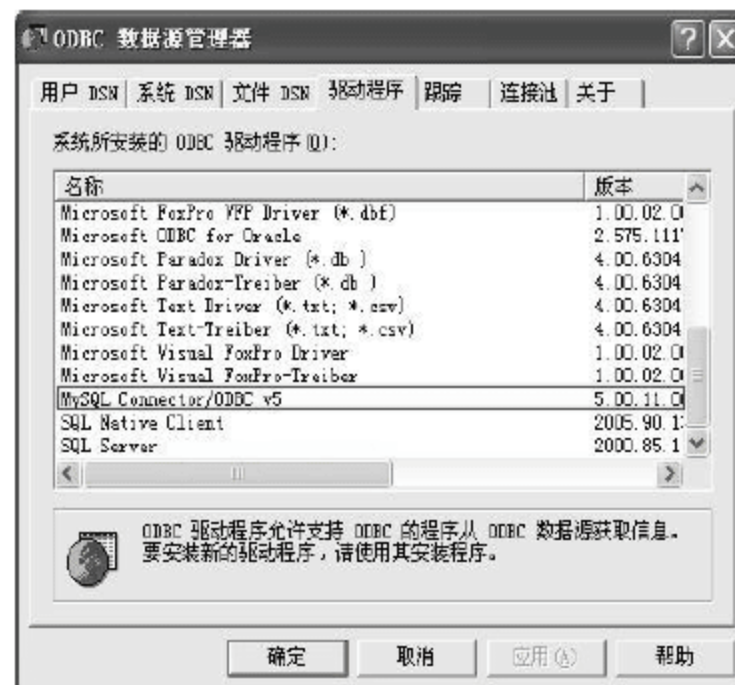 ODBC 数据源管理器
用户 DSN 系统 DSN 文件 DSN 驱动程序 跟踪 连接池 关于
系统所安装的 ODBC 驱动程序(D):
名称 版本
Microsoft FoxPro VFP Driver (*.dbf) 1.00.02.0
Microsoft ODBC for Oracle 2.575.111
Microsoft Paradox Driver (*.db ) 4.00.6304
Microsoft Paradox-Treiber (*.db ) 4.00.6304
Microsoft Text Driver (*.txt; *.csv) 4.00.6304
Microsoft Text-Treiber (*.txt; *.csv) 4.00.6304
Microsoft Visual FoxPro Driver 1.00.02.0
Microsoft Visual FoxPro-Treiber 1.00.02.0
MySQL Connector/ODBC v5 5.00.11.0
SQL Native Client 2005.90.1
SQL Server 2000.85.1
ODBC 驱动程序允许支持 ODBC 的程序从 ODBC 数据源获取信息。
要安装新的驱动程序，请使用其安装程序。
确定 取消 应用(A) 帮助